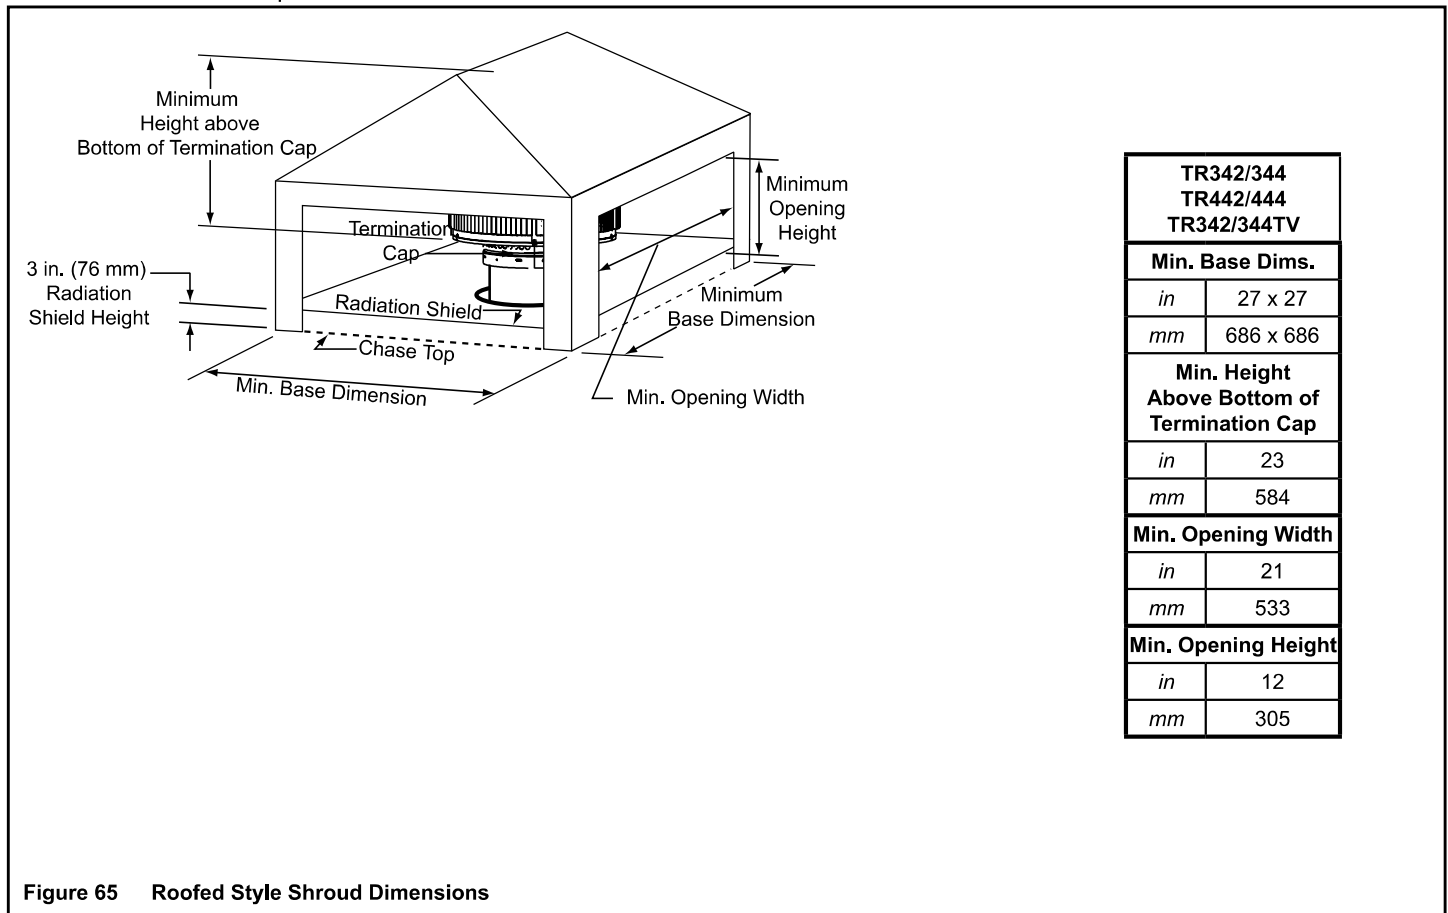 Minimum
Height above
Bottom of Termination Cap
Termination
Cap
Minimum
Opening
Height
3 in. (76 mm)
Radiation
Shield Height
Radiation Shield
Chase Top
Minimum
Base Dimension
Min. Base Dimension
Min. Opening Width
TR342/344
TR442/444
TR342/344TV
Min. Base Dims.
in 27 x 27
mm 686 x 686
Min. Height
Above Bottom of
Termination Cap
in 23
mm 584
Min. Opening Width
in 21
mm 533
Min. Opening Height
in 12
mm 305
Figure 65 Roofed Style Shroud Dimensions